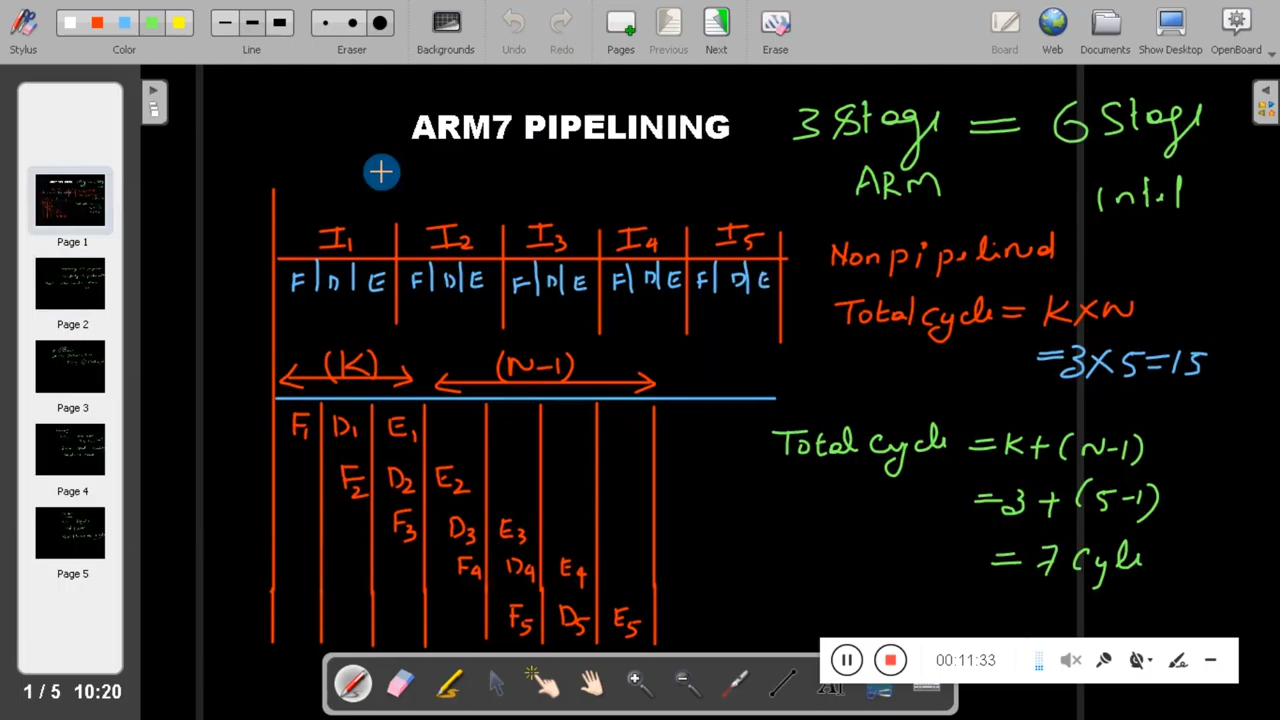 Stylus
Color
Line
Eraser
Backgrounds
Undo
Redo
Pages
Previous
Next
Erase
Board
Web
Documents
Show Desktop
OpenBoard
Page 1
Page 2
Page 3
Page 4
Page 5
1 / 5 10:20
ARM7 PIPELINING
3 Stage = 6 Stage
ARM Intel
I1 I2 I3 I4 I5
F D E F D E F D E F D E F D E
(K) (N-1)
F1 D1 E1
F2 D2 E2
F3 D3 E3
F4 D4 E4
F5 D5 E5
Nonpipelined
Total cycle = K×N
=3×5=15
Total cycle =K+(N-1)
=3+(5-1)
=7 Cycle
00:11:33